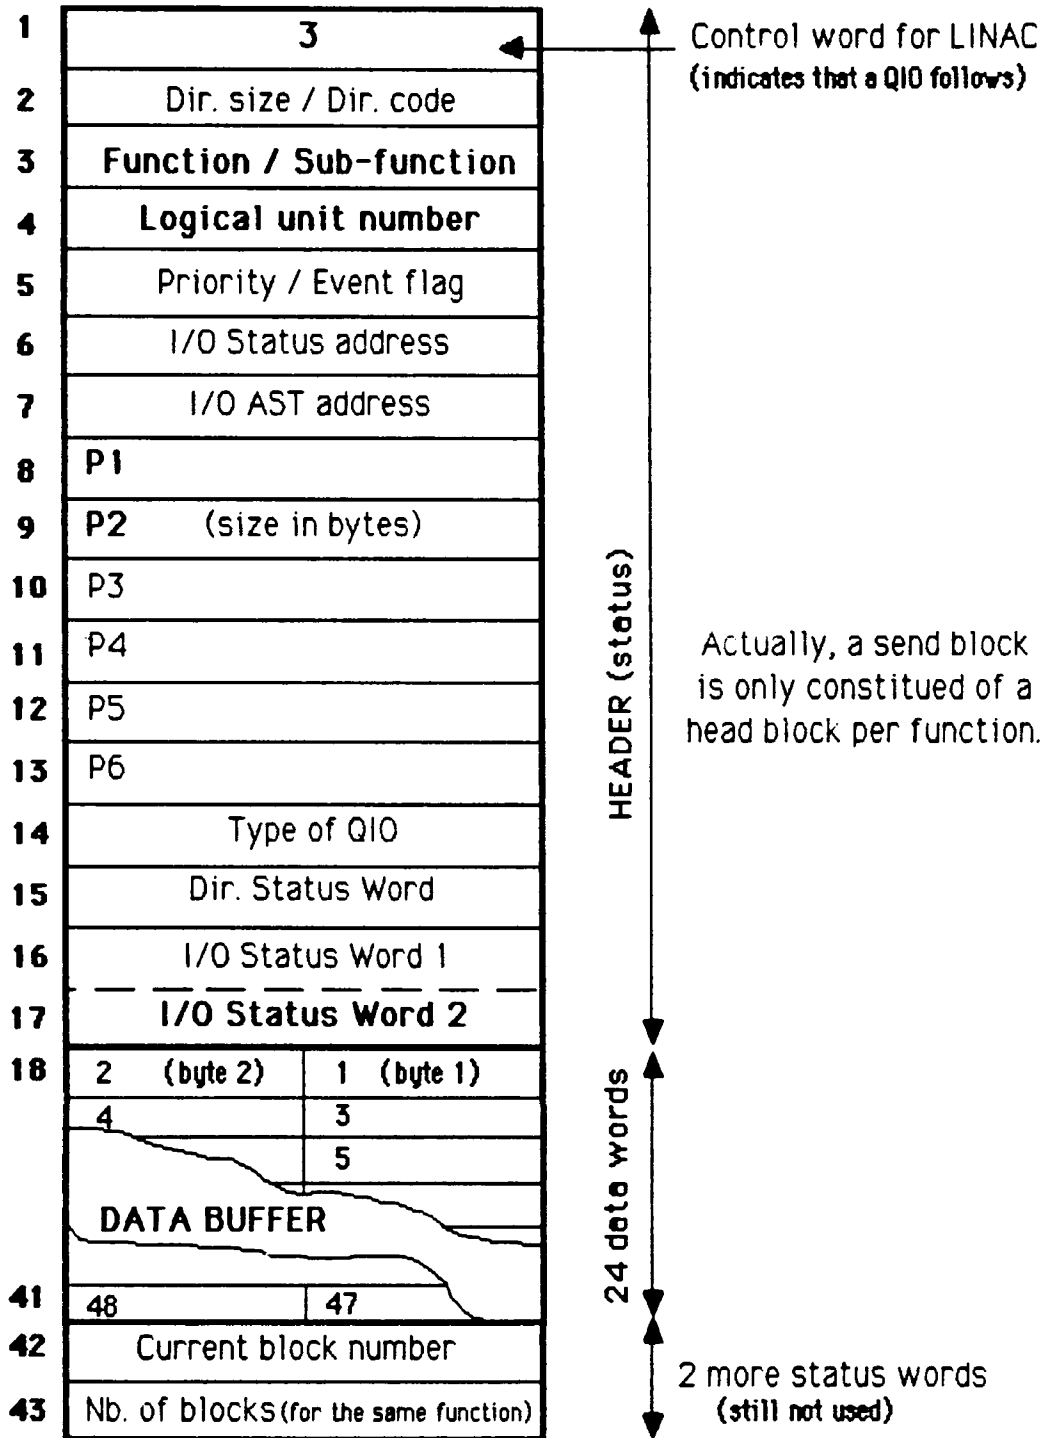 1 3 Control word for LINAC
(indicates that a QIO follows)
2 Dir. size / Dir. code
3 Function / Sub-function
4 Logical unit number
5 Priority / Event flag
6 I/O Status address
7 I/O AST address
8 P1
9 P2 (size in bytes)
10 P3
11 P4
12 P5
13 P6
14 Type of QIO
15 Dir. Status Word
16 I/O Status Word 1
17 I/O Status Word 2
HEADER (status)
Actually, a send block
is only constitued of a
head block per function.
18 2 (byte 2) 1 (byte 1)
4 3
5
DATA BUFFER
41 48 47
24 data words
42 Current block number
43 Nb. of blocks (for the same function)
2 more status words
(still not used)